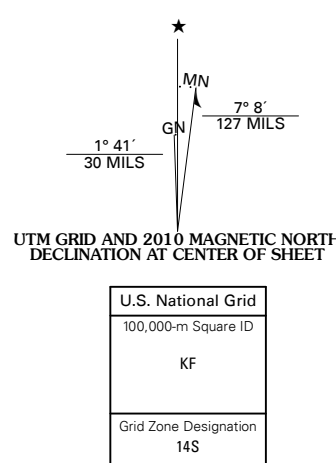 ★
MN
GN
7° 8´
127 MILS
1° 41´
30 MILS
UTM GRID AND 2010 MAGNETIC NORTH
DECLINATION AT CENTER OF SHEET
U.S. National Grid
100,000-m Square ID
KF
Grid Zone Designation
14S